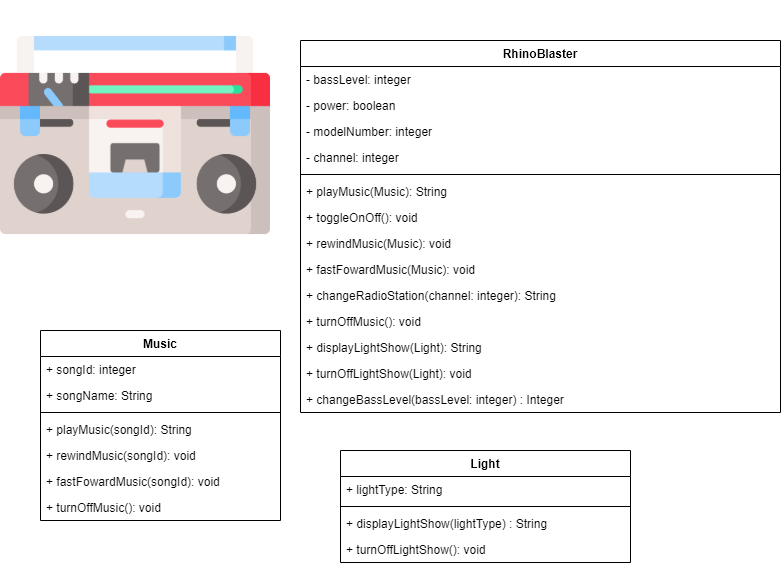 RhinoBlaster
- bassLevel: integer
- power: boolean
- modelNumber: integer
- channel: integer
+ playMusic(Music): String
+ toggleOnOff(): void
+ rewindMusic(Music): void
+ fastFowardMusic(Music): void
+ changeRadioStation(channel: integer): String
+ turnOffMusic(): void
+ displayLightShow(Light): String
+ turnOffLightShow(Light): void
+ changeBassLevel(bassLevel: integer) : Integer
Music
+ songId: integer
+ songName: String
+ playMusic(songId): String
+ rewindMusic(songId): void
+ fastFowardMusic(songId): void
+ turnOffMusic(): void
Light
+ lightType: String
+ displayLightShow(lightType) : String
+ turnOffLightShow(): void